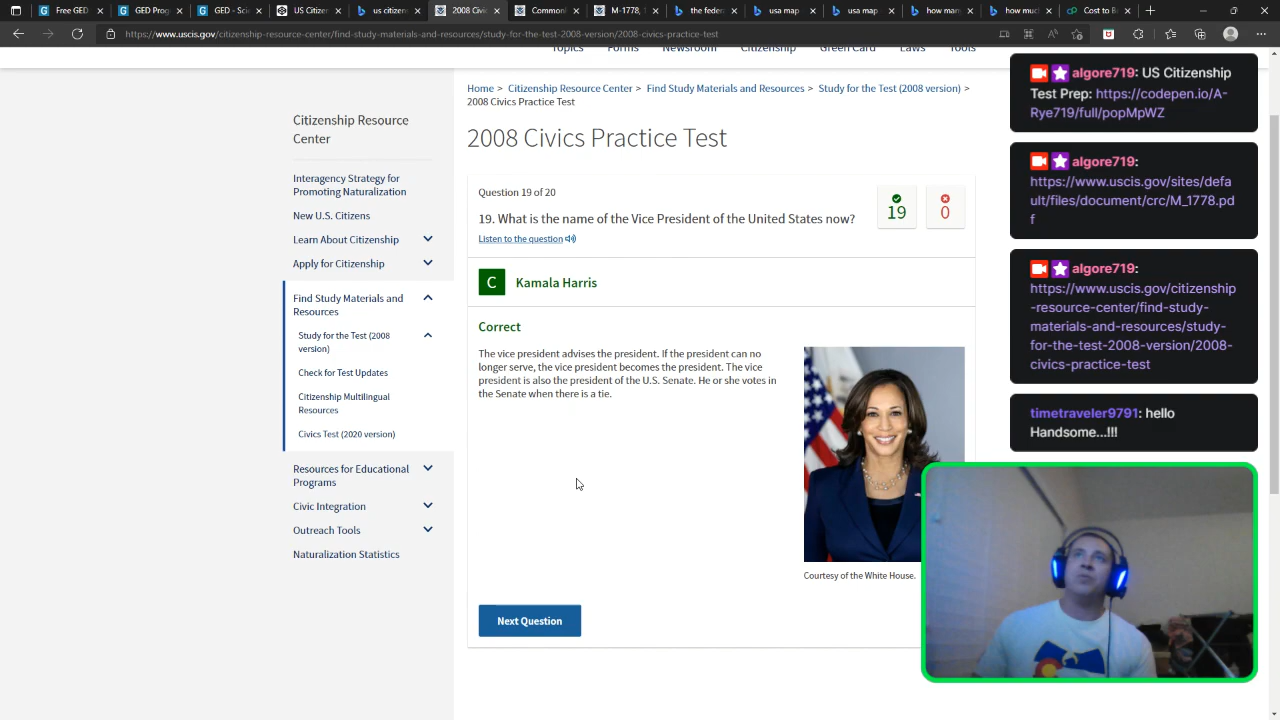 Free GED
GED Prog
GED - Scie
US Citizen
us citizen
2008 Civic
Common
M-1778,
the feder
usa map
usa map
how man
how muc
Cost to Be
https://www.uscis.gov/citizenship-resource-center/find-study-materials-and-resources/study-for-the-test-2008-version/2008-civics-practice-test
Topics
Forms
Newsroom
Citizenship
Green Card
Laws
Tools
Home > Citizenship Resource Center > Find Study Materials and Resources > Study for the Test (2008 version) >
2008 Civics Practice Test
Citizenship Resource
Center
Interagency Strategy for
Promoting Naturalization
New U.S. Citizens
Learn About Citizenship
Apply for Citizenship
Find Study Materials and
Resources
Study for the Test (2008
version)
Check for Test Updates
Citizenship Multilingual
Resources
Civics Test (2020 version)
Resources for Educational
Programs
Civic Integration
Outreach Tools
Naturalization Statistics
2008 Civics Practice Test
Question 19 of 20
19. What is the name of the Vice President of the United States now?
Listen to the question
19
0
C
Kamala Harris
Correct
The vice president advises the president. If the president can no
longer serve, the vice president becomes the president. The vice
president is also the president of the U.S. Senate. He or she votes in
the Senate when there is a tie.
Courtesy of the White House.
Next Question
algore719: US Citizenship
Test Prep: https://codepen.io/A-
Rye719/full/popMpWZ
algore719:
https://www.uscis.gov/sites/defa
ult/files/document/crc/M_1778.pd
f
algore719:
https://www.uscis.gov/citizenship
-resource-center/find-study-
materials-and-resources/study-
for-the-test-2008-version/2008-
civics-practice-test
timetraveler9791: hello
Handsome...!!!